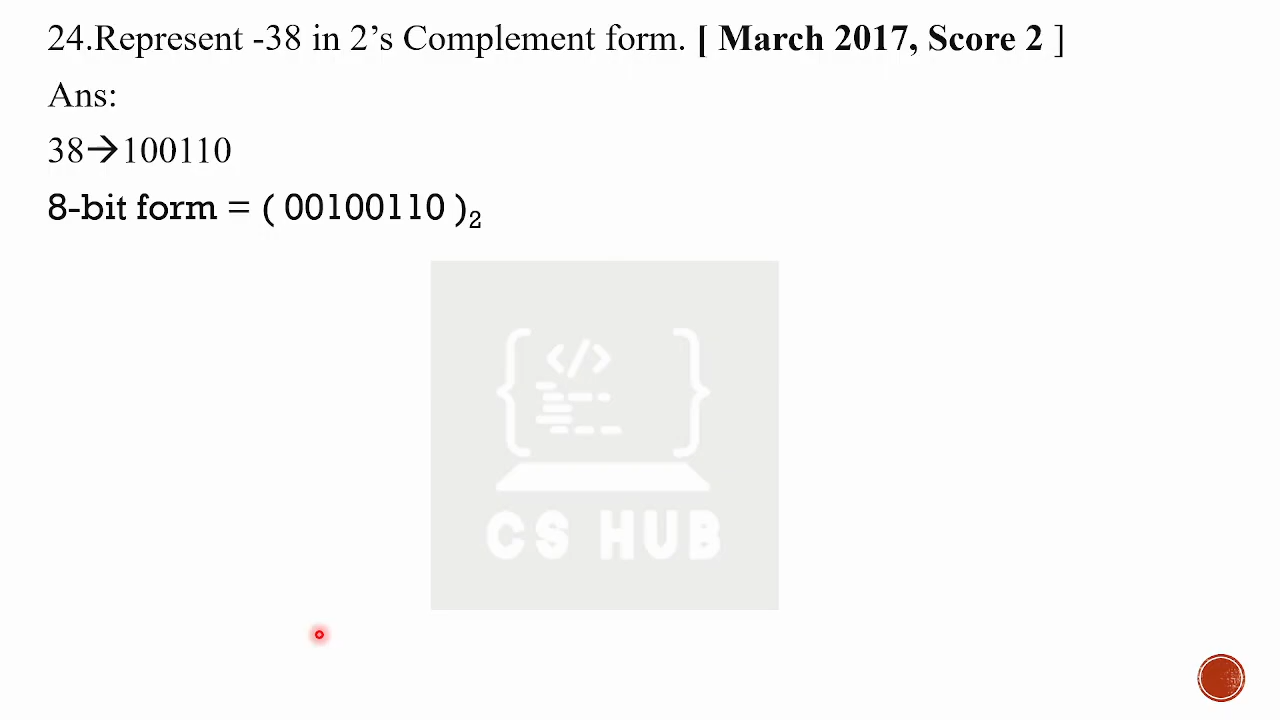 24.Represent -38 in 2’s Complement form. [ March 2017, Score 2 ]
Ans:
38→100110
8-bit form = ( 00100110 )₂
</>
CS HUB